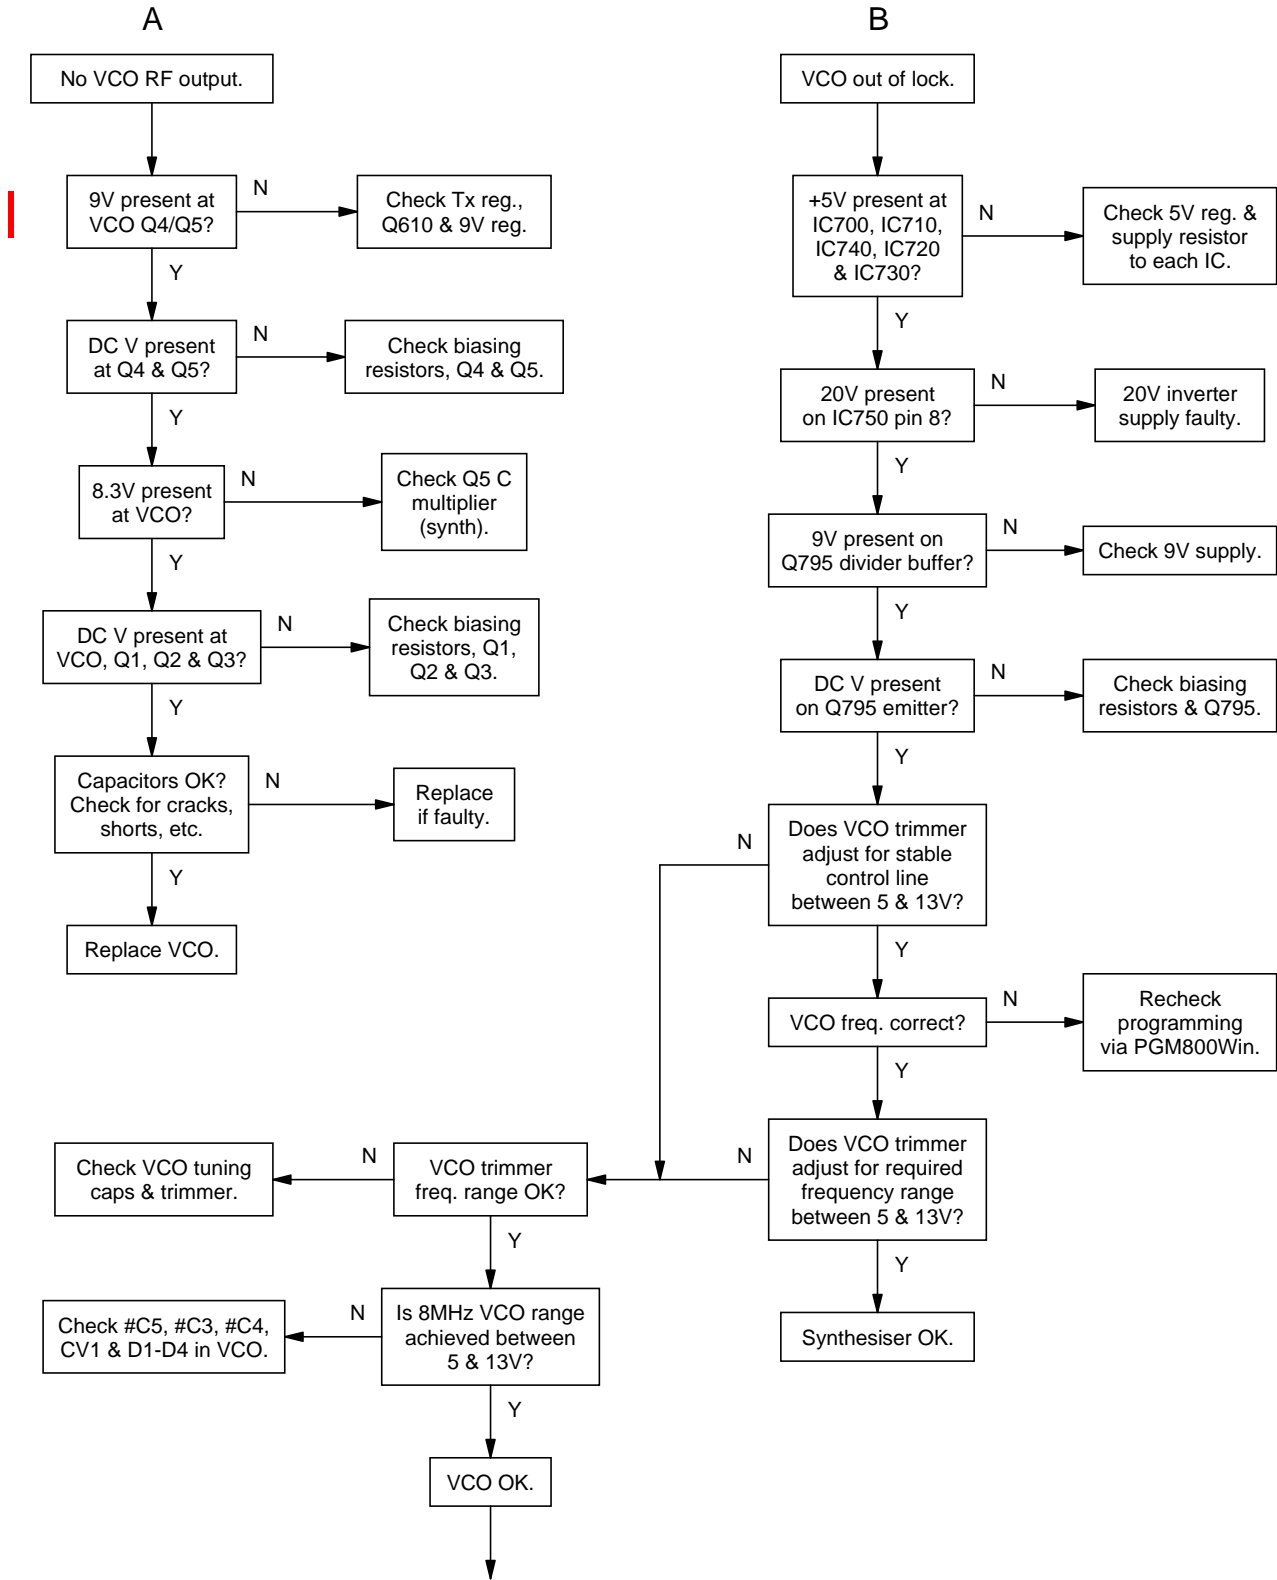 A
No VCO RF output.
9V present at
VCO Q4/Q5?
N
Check Tx reg.,
Q610 & 9V reg.
Y
DC V present
at Q4 & Q5?
N
Check biasing
resistors, Q4 & Q5.
Y
8.3V present
at VCO?
N
Check Q5 C
multiplier
(synth).
Y
DC V present at
VCO, Q1, Q2 & Q3?
N
Check biasing
resistors, Q1,
Q2 & Q3.
Y
Capacitors OK?
Check for cracks,
shorts, etc.
N
Replace
if faulty.
Y
Replace VCO.
B
VCO out of lock.
+5V present at
IC700, IC710,
IC740, IC720
& IC730?
N
Check 5V reg. &
supply resistor
to each IC.
Y
20V present
on IC750 pin 8?
N
20V inverter
supply faulty.
Y
9V present on
Q795 divider buffer?
N
Check 9V supply.
Y
DC V present
on Q795 emitter?
N
Check biasing
resistors & Q795.
Y
Does VCO trimmer
adjust for stable
control line
between 5 & 13V?
N
Y
VCO freq. correct?
N
Recheck
programming
via PGM800Win.
Y
Does VCO trimmer
adjust for required
frequency range
between 5 & 13V?
N
Y
Synthesiser OK.
VCO trimmer
freq. range OK?
N
Check VCO tuning
caps & trimmer.
Y
Is 8MHz VCO range
achieved between
5 & 13V?
N
Check #C5, #C3, #C4,
CV1 & D1-D4 in VCO.
Y
VCO OK.